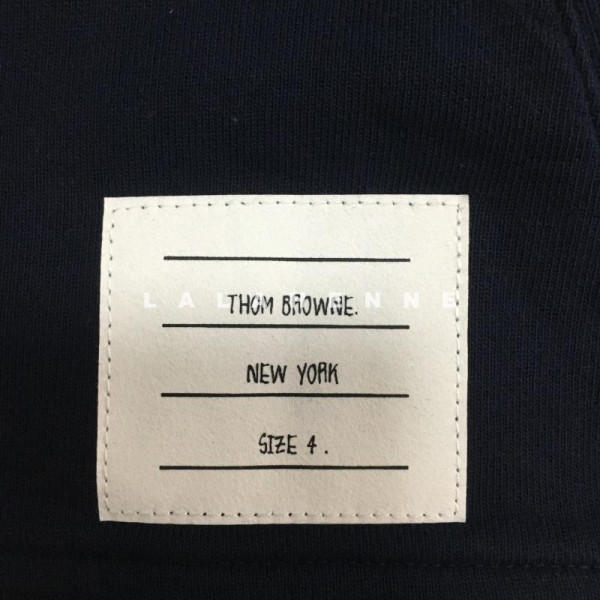 THOM BROWNE.
NEW YORK
SIZE 4 .